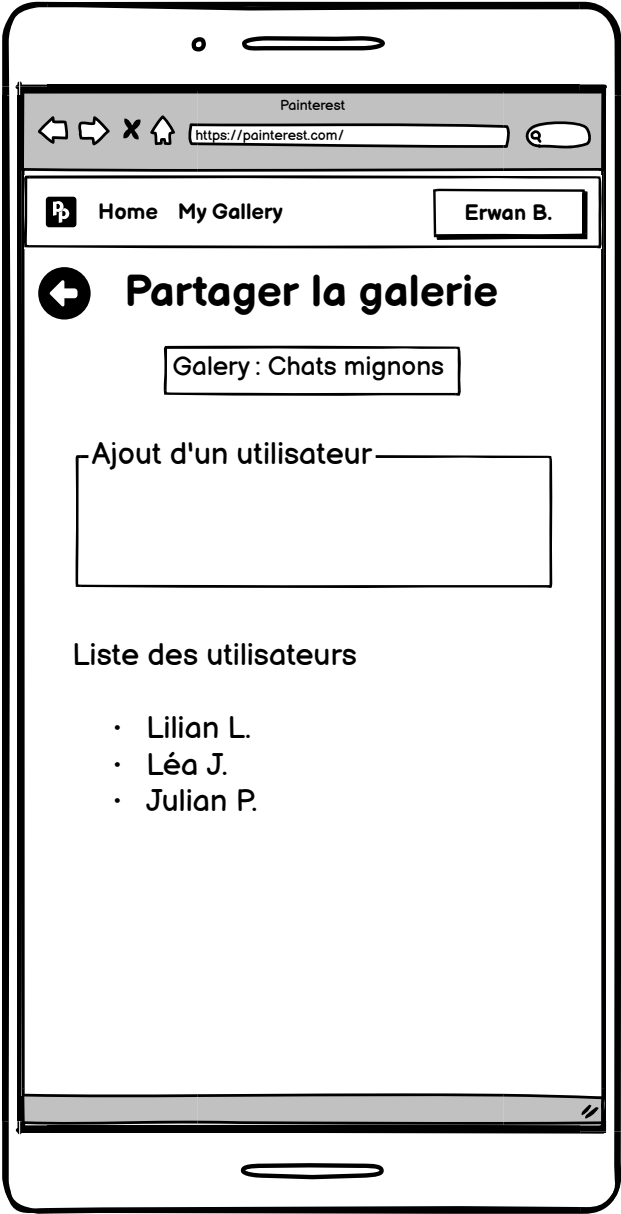 Painterest
https://painterest.com/
PP Home My Gallery Erwan B.
Partager la galerie
Galery : Chats mignons
Ajout d'un utilisateur
Liste des utilisateurs
· Lilian L.
· Léa J.
· Julian P.